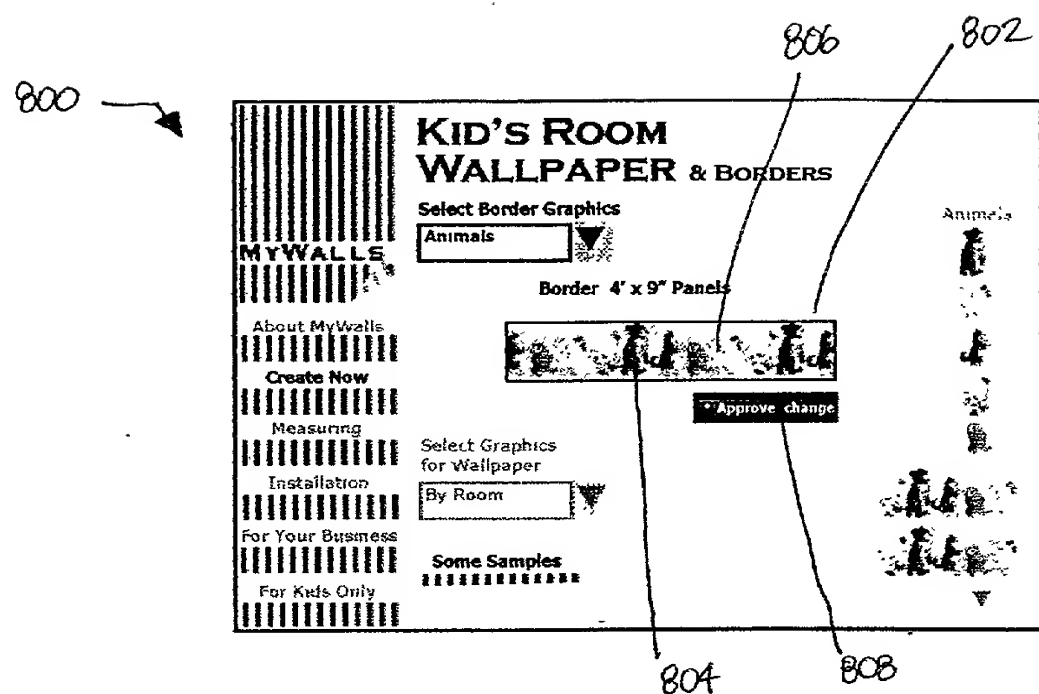 806
802
800
KID'S ROOM
WALLPAPER & BORDERS
Select Border Graphics
Animals
Animals
MYWALLS
Border 4' x 9" Panels
About MyWalls
Create Now
Approve change
Measuring
Select Graphics
for Wallpaper
Installation
By Room
For Your Business
Some Samples
For Kids Only
804
808